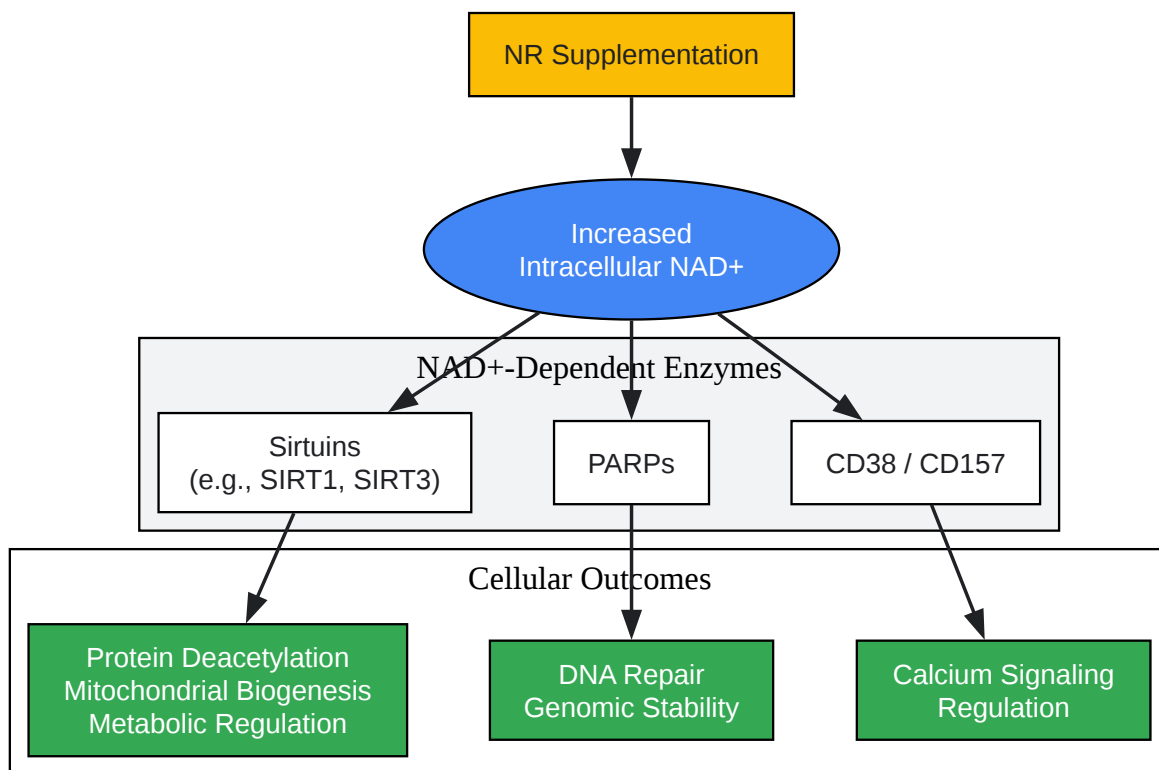 NR Supplementation
Increased
Intracellular NAD+
NAD+-Dependent Enzymes
Sirtuins
(e.g., SIRT1, SIRT3)
PARPs
CD38 / CD157
Cellular Outcomes
Protein Deacetylation
Mitochondrial Biogenesis
Metabolic Regulation
DNA Repair
Genomic Stability
Calcium Signaling
Regulation